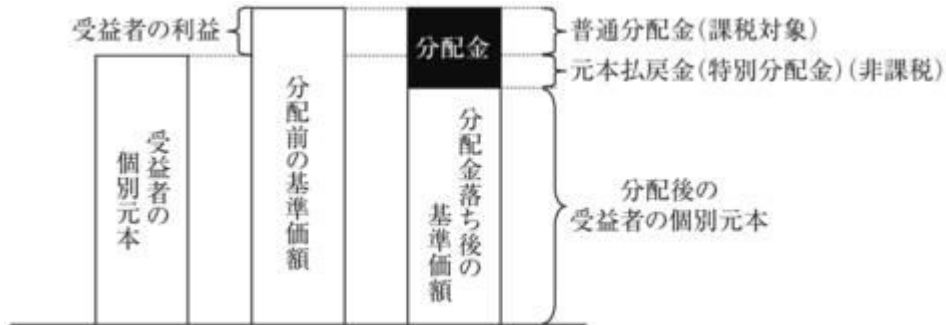 受益者の利益
受益者の
個別元本
分配前の基準価額
分配金
分配金落ち後の
基準価額
普通分配金(課税対象)
元本払戻金(特別分配金)(非課税)
分配後の
受益者の個別元本